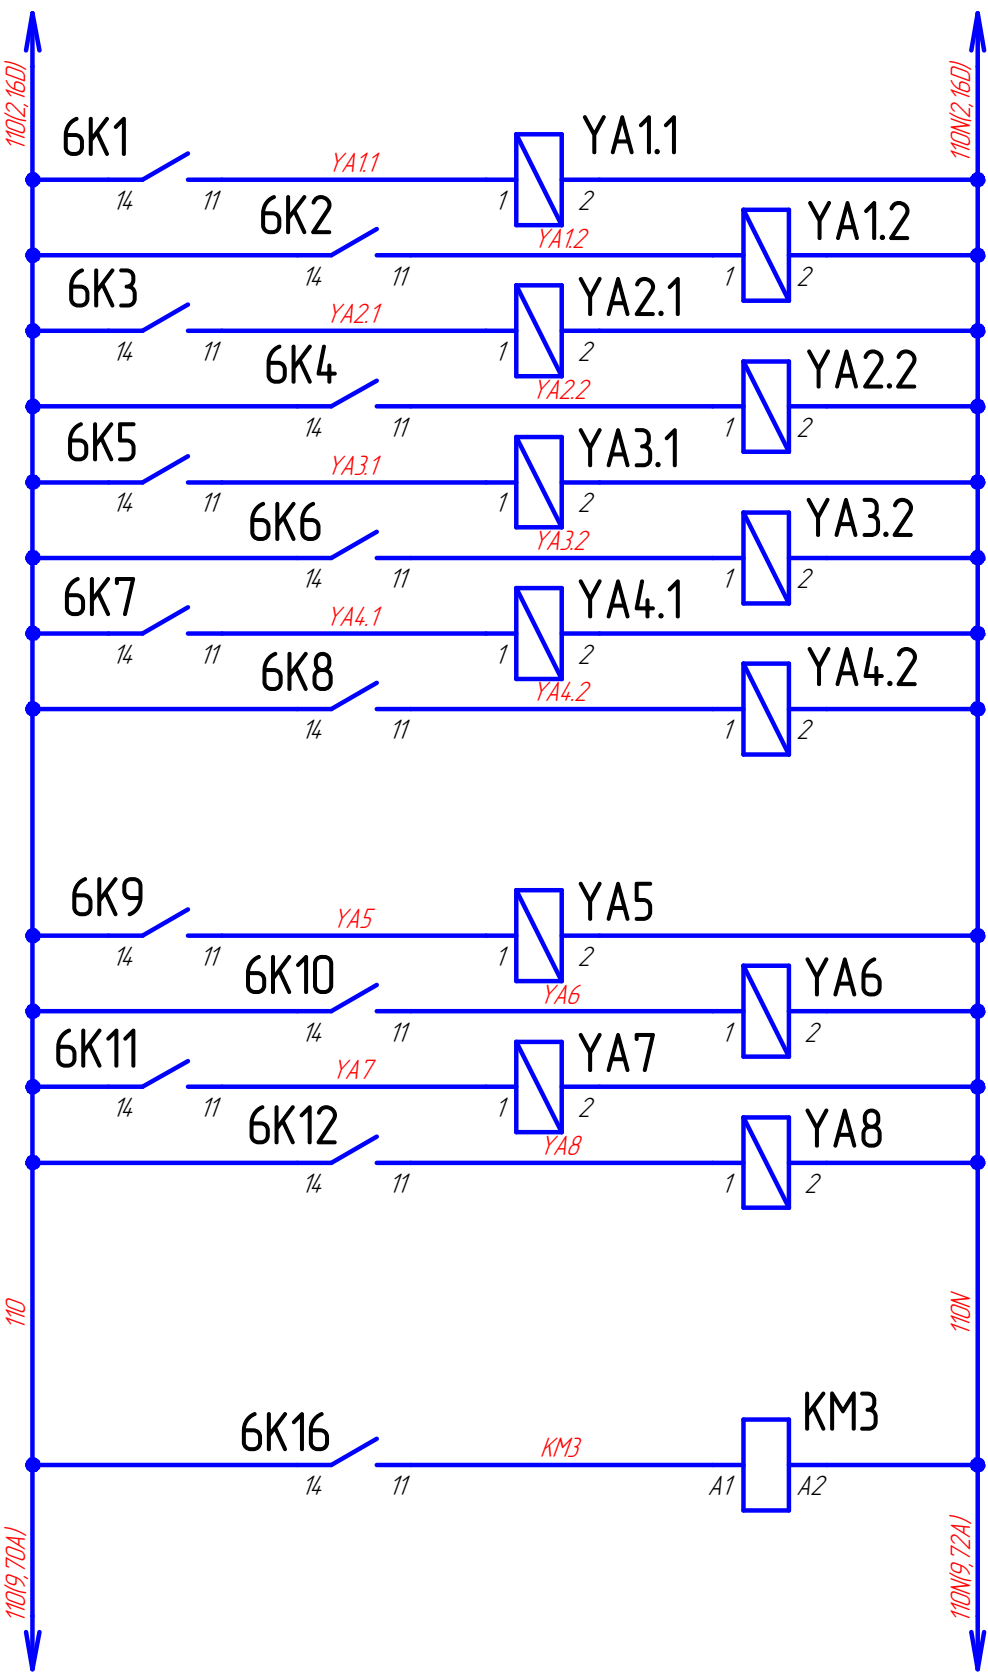 110(2,16D)
110N(2,16D)
6K1
YA1.1
YA1.1
14
11
1
2
6K2
YA1.2
YA1.2
14
11
1
2
6K3
YA2.1
YA2.1
14
11
1
2
6K4
YA2.2
YA2.2
14
11
1
2
6K5
YA3.1
YA3.1
14
11
1
2
6K6
YA3.2
YA3.2
14
11
1
2
6K7
YA4.1
YA4.1
14
11
1
2
6K8
YA4.2
YA4.2
14
11
1
2
6K9
YA5
YA5
14
11
1
2
6K10
YA6
YA6
14
11
1
2
6K11
YA7
YA7
14
11
1
2
6K12
YA8
YA8
14
11
1
2
110
110N
6K16
KM3
KM3
14
11
A1
A2
110(9,70A)
110N(9,72A)